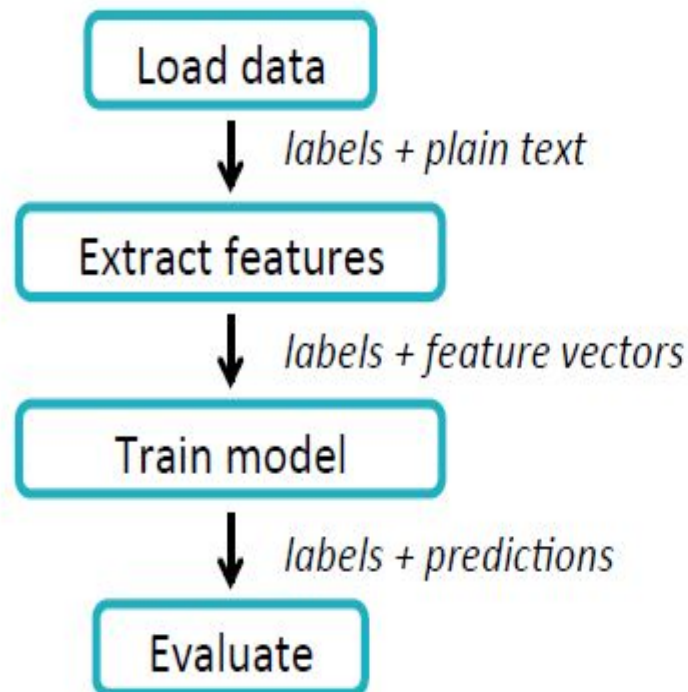 Load data
labels + plain text
Extract features
labels + feature vectors
Train model
labels + predictions
Evaluate